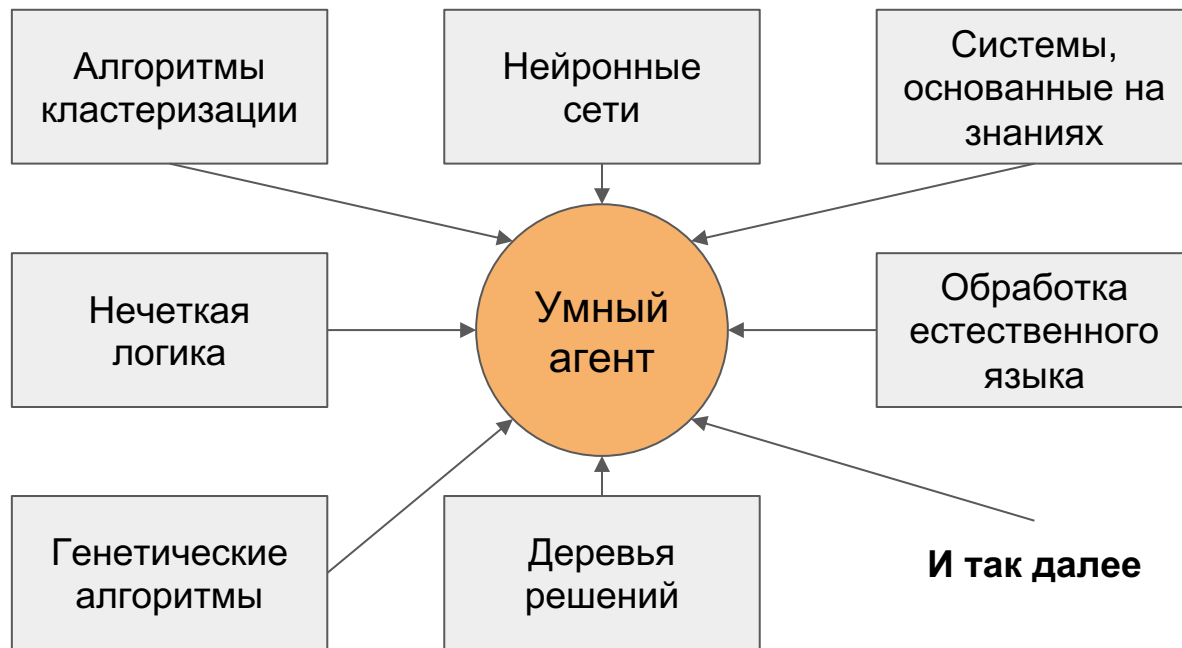 Алгоритмы
кластеризации
Нейронные
сети
Системы,
основанные на
знаниях
Нечеткая
логика
Умный
агент
Обработка
естественного
языка
Генетические
алгоритмы
Деревья
решений
И так далее